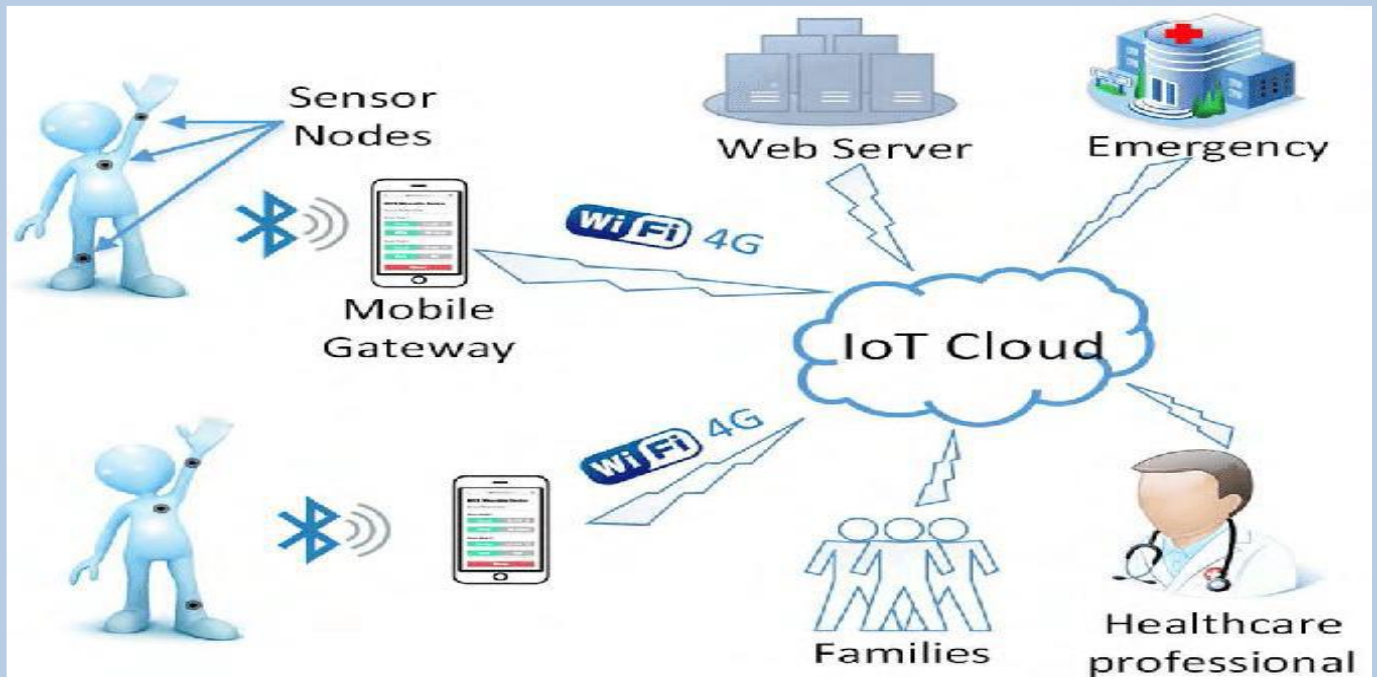 Sensor
Nodes
Web Server
Emergency
WiFi 4G
Mobile
Gateway
IoT Cloud
WiFi 4G
Families
Healthcare
professional